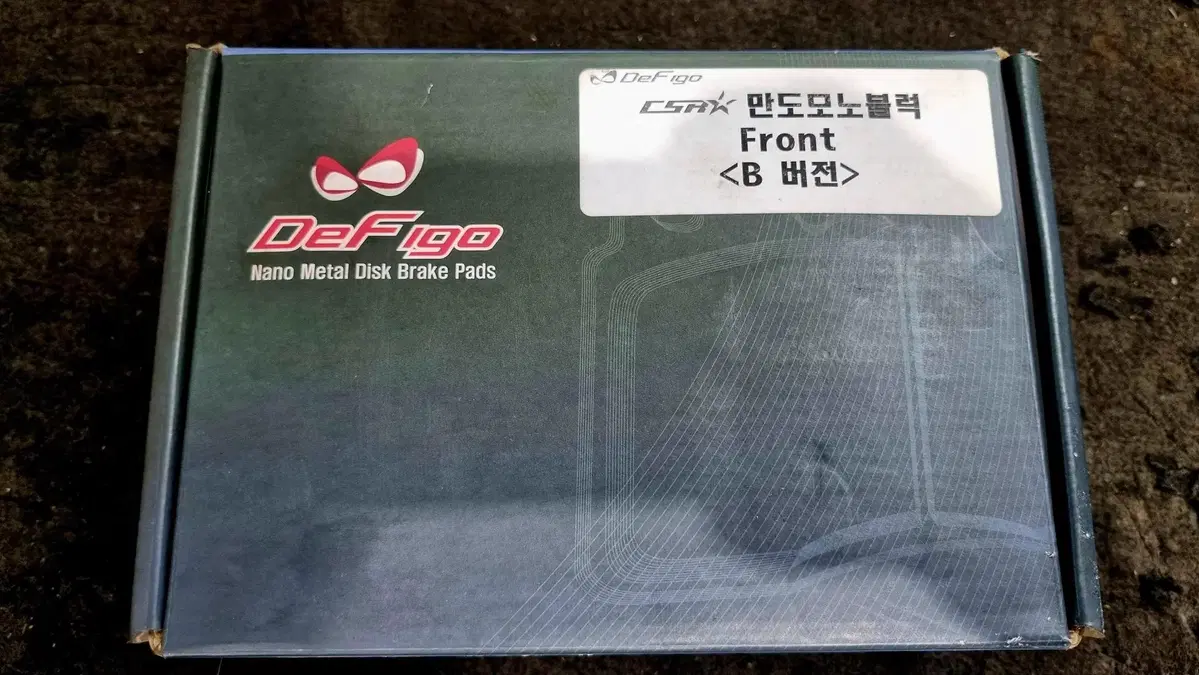 DeFigo
Nano Metal Disk Brake Pads
DeFigo
CSR 만도모노블럭
Front
<B 버전>